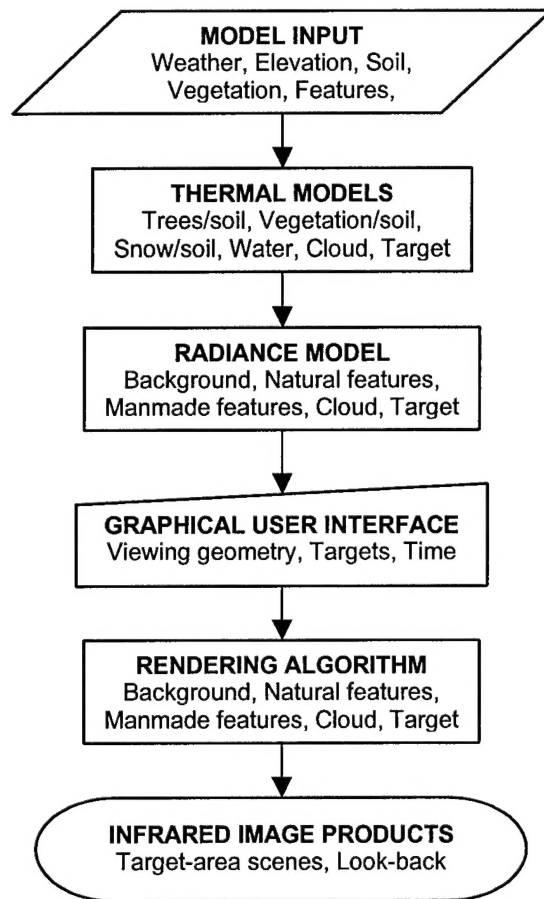 MODEL INPUT
Weather, Elevation, Soil,
Vegetation, Features,
THERMAL MODELS
Trees/soil, Vegetation/soil,
Snow/soil, Water, Cloud, Target
RADIANCE MODEL
Background, Natural features,
Manmade features, Cloud, Target
GRAPHICAL USER INTERFACE
Viewing geometry, Targets, Time
RENDERING ALGORITHM
Background, Natural features,
Manmade features, Cloud, Target
INFRARED IMAGE PRODUCTS
Target-area scenes, Look-back